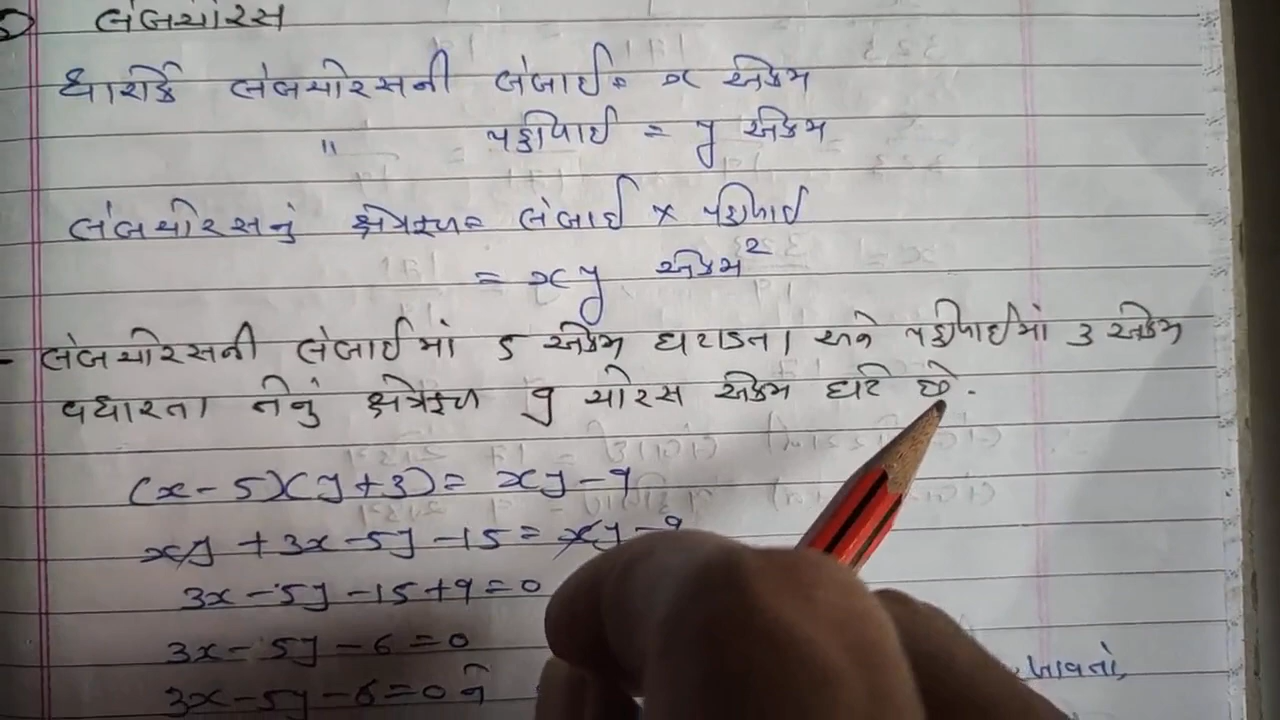 લંબચોરસ
ધારોકે લંબચોરસની લંબાઈ = x એકમ
" પહોળાઈ = y એકમ
લંબચોરસનું ક્ષેત્રફળ = લંબાઈ × પહોળાઈ
= xy એકમ²
- લંબચોરસની લંબાઈમાં 5 એકમ ઘટાડતા અને પહોળાઈમાં 3 એકમ
વધારતા તેનું ક્ષેત્રફળ 9 ચોરસ એકમ ઘટે છે.
(x-5)(y+3) = xy-9
xy + 3x - 5y - 15 = xy - 9
3x - 5y - 15 + 9 = 0
3x - 5y - 6 = 0
3x - 5y - 6 = 0 ને